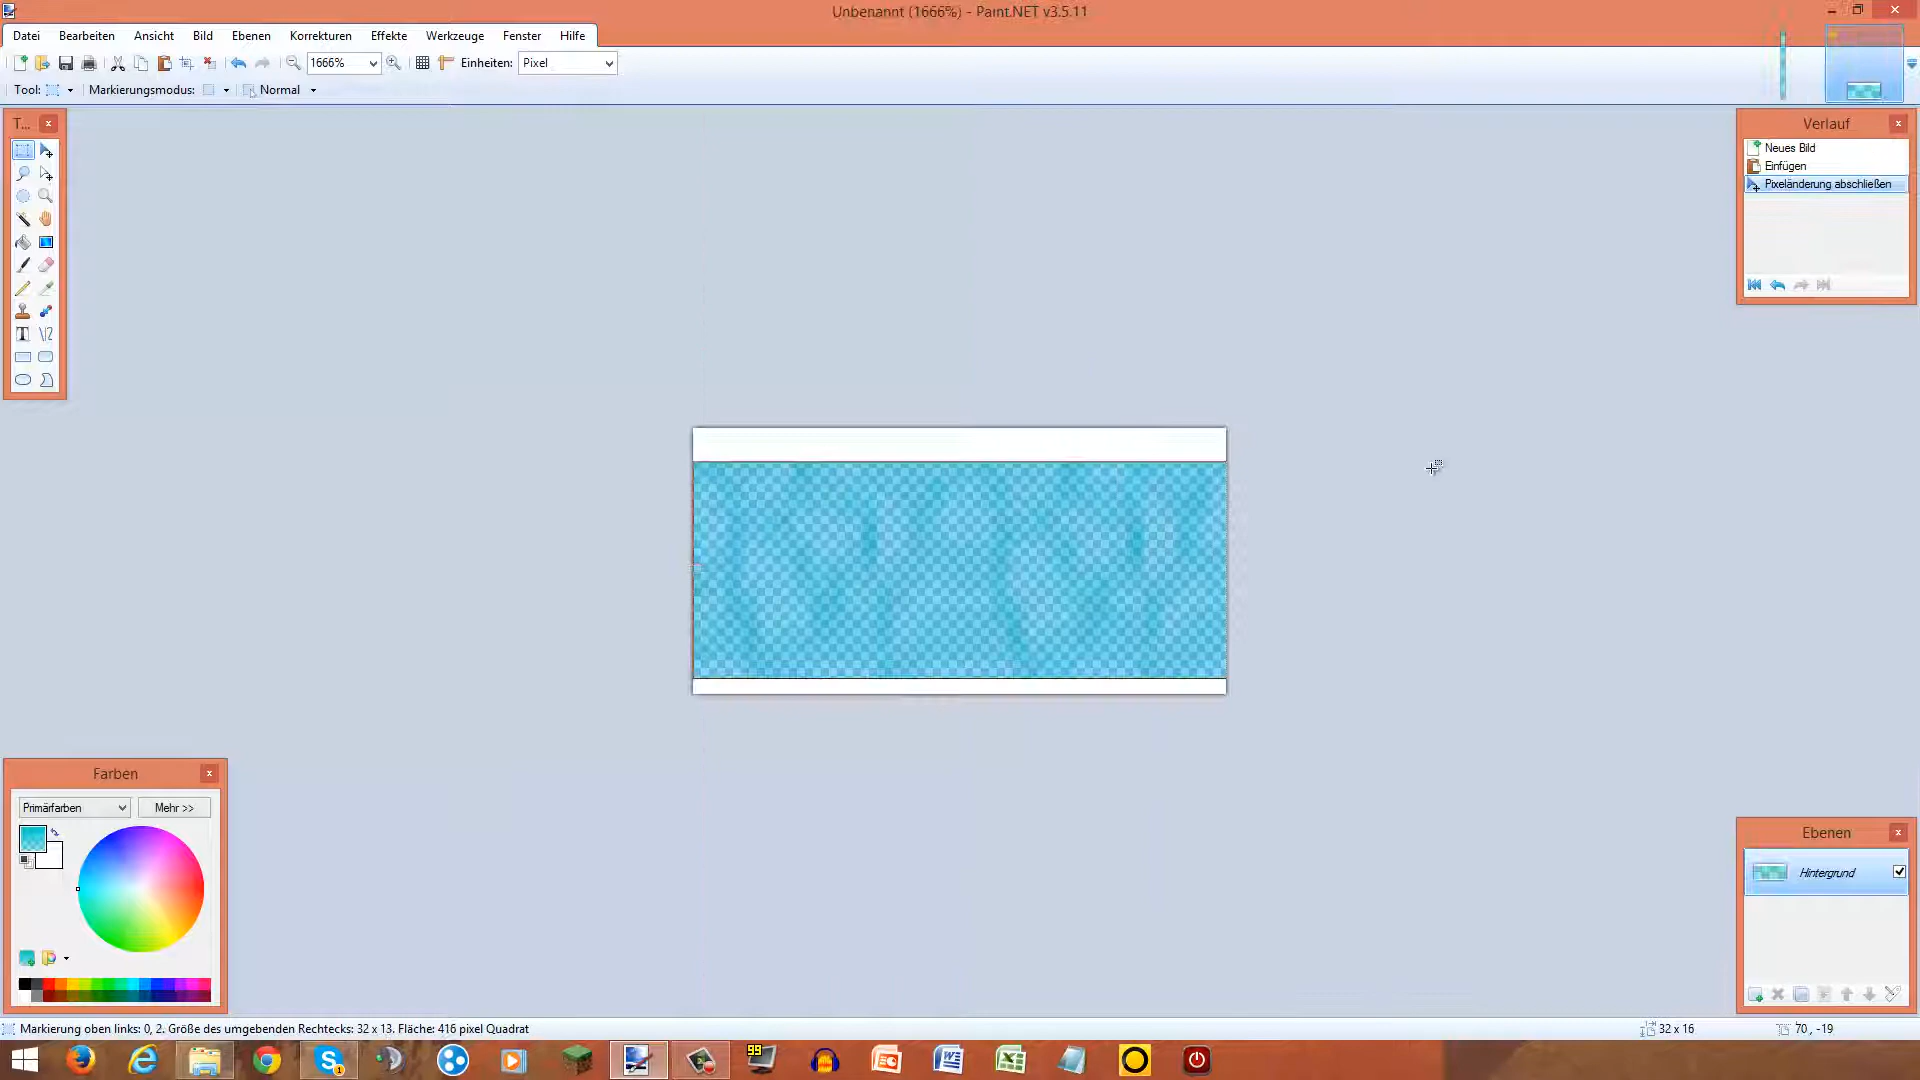 Unbenannt (1666%) - Paint.NET v3.5.11
Datei Bearbeiten Ansicht Bild Ebenen Korrekturen Effekte Werkzeuge Fenster Hilfe
1666% Einheiten: Pixel
Tool: Markierungsmodus: Normal
T...
Verlauf
Neues Bild
Einfügen
Pixeländerung abschließen
Farben
Primärfarben Mehr >>
Ebenen
Hintergrund
Markierung oben links: 0, 2. Größe des umgebenden Rechtecks: 32 x 13. Fläche: 416 pixel Quadrat
32 x 16
70, -19
99